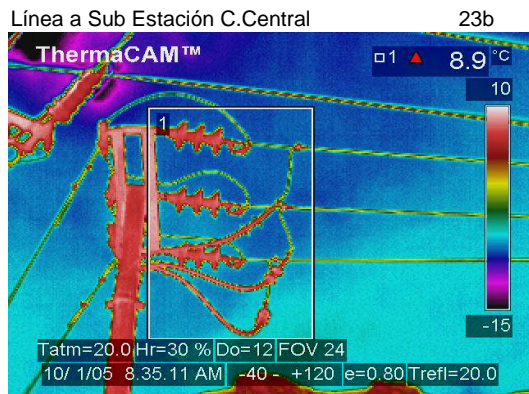 Línea a Sub Estación C.Central 23b
ThermaCAM™ 1 8.9 °C
10
1
-15
Tatm=20.0 Hr=30 % Do=12 FOV 24
10/ 1/05 8.35.11 AM -40 - +120 e=0.80 Trefl=20.0